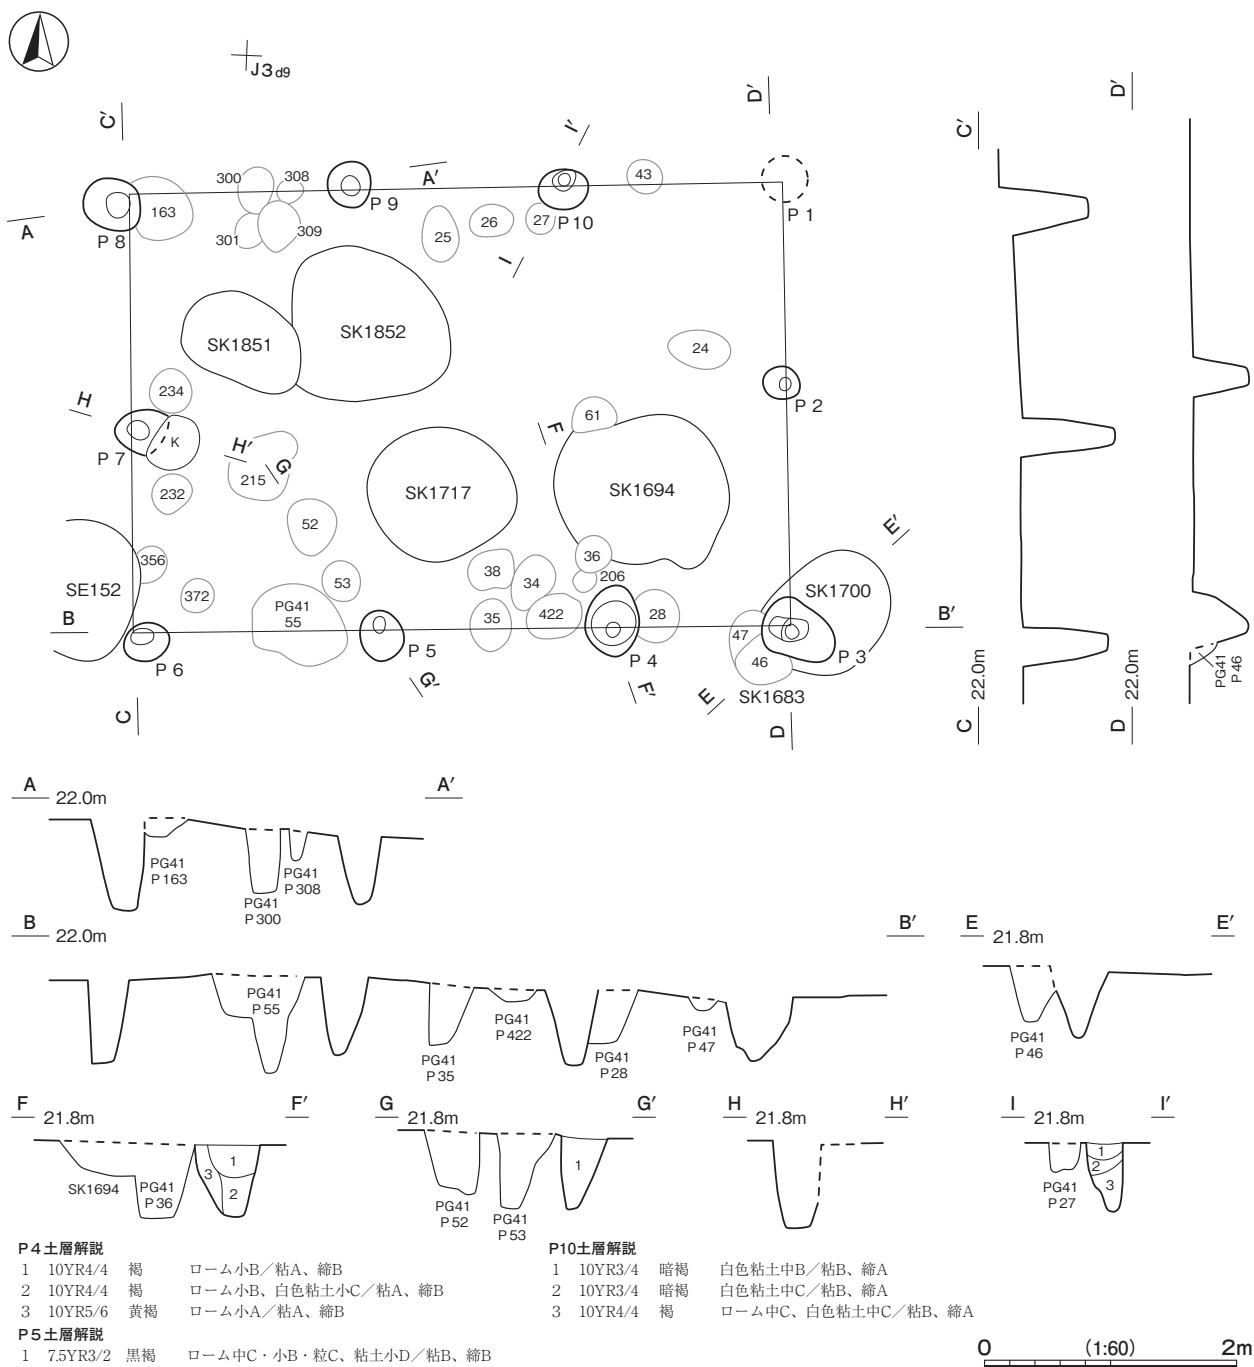 J3d9
C′
D′
I′
A′
300
308
43
P 9
P 10
P 1
A
163
P 8
301
309
25
26
27
I
SK1851
SK1852
24
234
P 2
H
61
F
K
P 7
H′
G
215
SK1717
SK1694
232
52
E′
356
36
206
SE152
372
53
38
34
SK1700
B
PG41
55
35
422
28
47
B′
P 6
P 5
P 4
P 3
46
SK1683
G′
F′
E
C
D
C′
D′
22.0m
22.0m
PG41
P 46
C
D
A
22.0m
A′
PG41
P 163
PG41
P 308
PG41
P 300
B
22.0m
B′
PG41
P 55
PG41
P 422
PG41
P 35
PG41
P 28
PG41
P 47
E
21.8m
E′
PG41
P 46
F
21.8m
F′
1
3
2
SK1694
PG41
P 36
G
21.8m
G′
1
PG41
P 52
PG41
P 53
H
21.8m
H′
I
21.8m
I′
1
2
3
PG41
P 27
P4土層解説
1 10YR4/4 褐 ローム小B／粘A、締B
2 10YR4/4 褐 ローム小B、白色粘土小C／粘A、締B
3 10YR5/6 黄褐 ローム小A／粘A、締B
P5土層解説
1 7.5YR3/2 黒褐 ローム中C・小B・粒C、粘土小D／粘B、締B
P10土層解説
1 10YR3/4 暗褐 白色粘土中B／粘B、締A
2 10YR3/4 暗褐 白色粘土中C／粘B、締A
3 10YR4/4 褐 ローム中C、白色粘土中C／粘B、締A
0 (1:60) 2m